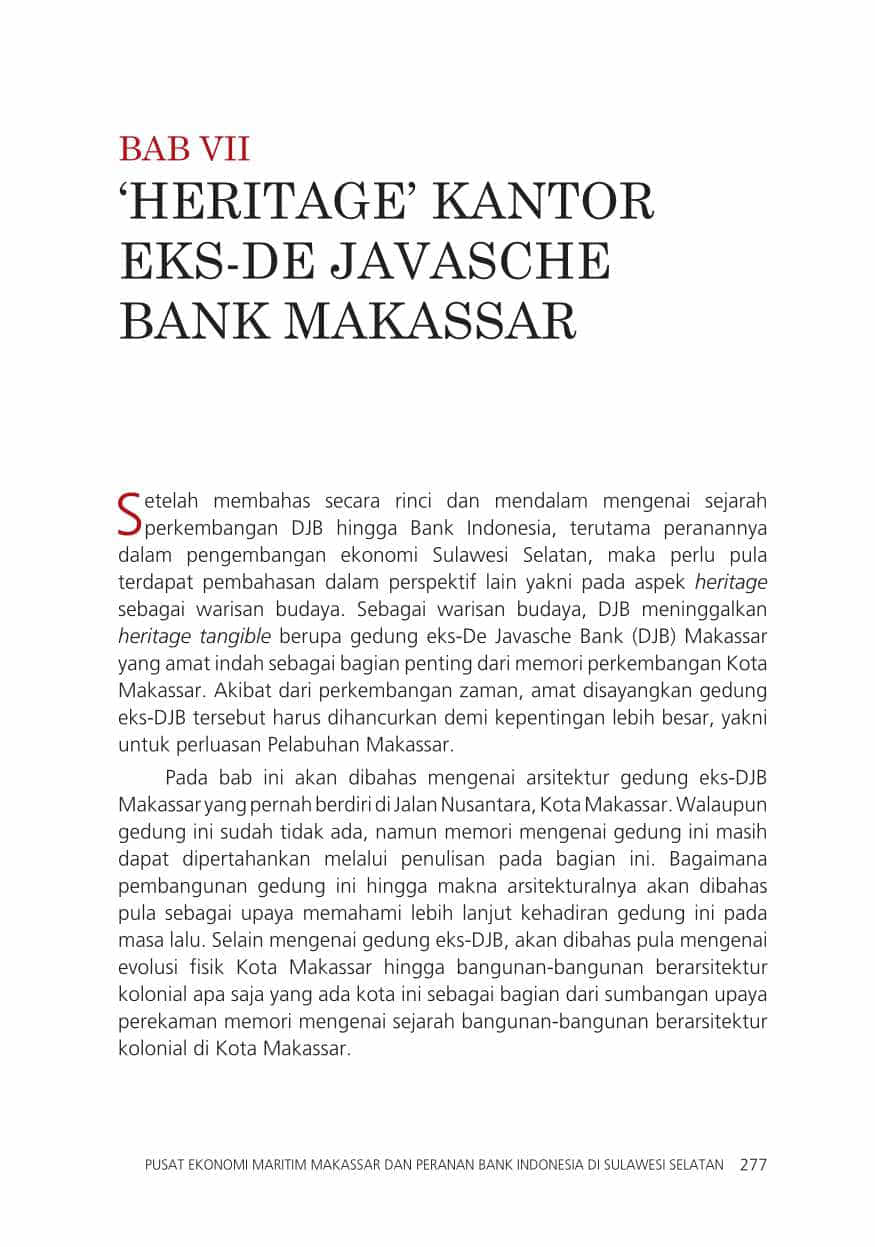 BAB VII
‘HERITAGE’ KANTOR
EKS-DE JAVASCHE
BANK MAKASSAR
Setelah membahas secara rinci dan mendalam mengenai sejarah
perkembangan DJB hingga Bank Indonesia, terutama peranannya
dalam pengembangan ekonomi Sulawesi Selatan, maka perlu pula
terdapat pembahasan dalam perspektif lain yakni pada aspek heritage
sebagai warisan budaya. Sebagai warisan budaya, DJB meninggalkan
heritage tangible berupa gedung eks-De Javasche Bank (DJB) Makassar
yang amat indah sebagai bagian penting dari memori perkembangan Kota
Makassar. Akibat dari perkembangan zaman, amat disayangkan gedung
eks-DJB tersebut harus dihancurkan demi kepentingan lebih besar, yakni
untuk perluasan Pelabuhan Makassar.
Pada bab ini akan dibahas mengenai arsitektur gedung eks-DJB
Makassar yang pernah berdiri di Jalan Nusantara, Kota Makassar. Walaupun
gedung ini sudah tidak ada, namun memori mengenai gedung ini masih
dapat dipertahankan melalui penulisan pada bagian ini. Bagaimana
pembangunan gedung ini hingga makna arsitekturalnya akan dibahas
pula sebagai upaya memahami lebih lanjut kehadiran gedung ini pada
masa lalu. Selain mengenai gedung eks-DJB, akan dibahas pula mengenai
evolusi fisik Kota Makassar hingga bangunan-bangunan berarsitektur
kolonial apa saja yang ada kota ini sebagai bagian dari sumbangan upaya
perekaman memori mengenai sejarah bangunan-bangunan berarsitektur
kolonial di Kota Makassar.
PUSAT EKONOMI MARITIM MAKASSAR DAN PERANAN BANK INDONESIA DI SULAWESI SELATAN 277